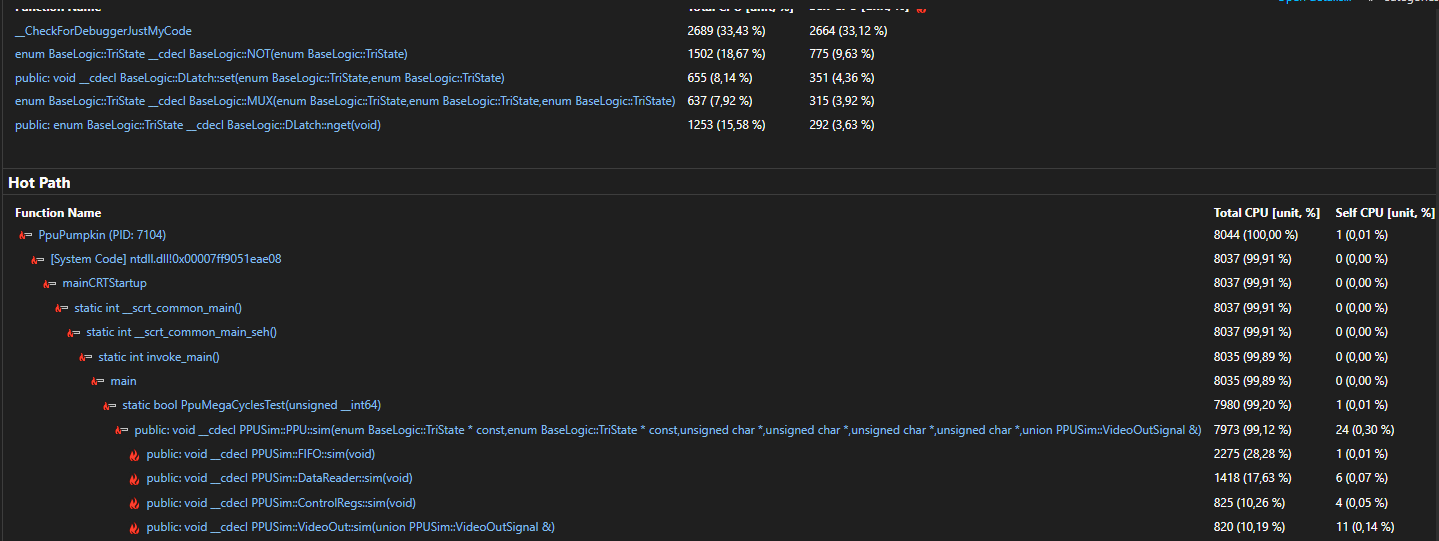 Function Name Total CPU [unit, %] Self CPU [unit, %]
__CheckForDebuggerJustMyCode 2689 (33,43 %) 2664 (33,12 %)
enum BaseLogic::TriState __cdecl BaseLogic::NOT(enum BaseLogic::TriState) 1502 (18,67 %) 775 (9,63 %)
public: void __cdecl BaseLogic::DLatch::set(enum BaseLogic::TriState,enum BaseLogic::TriState) 655 (8,14 %) 351 (4,36 %)
enum BaseLogic::TriState __cdecl BaseLogic::MUX(enum BaseLogic::TriState,enum BaseLogic::TriState,enum BaseLogic::TriState) 637 (7,92 %) 315 (3,92 %)
public: enum BaseLogic::TriState __cdecl BaseLogic::DLatch::nget(void) 1253 (15,58 %) 292 (3,63 %)
Hot Path
Function Name Total CPU [unit, %] Self CPU [unit, %]
PpuPumpkin (PID: 7104) 8044 (100,00 %) 1 (0,01 %)
[System Code] ntdll.dll!0x00007ff9051eae08 8037 (99,91 %) 0 (0,00 %)
mainCRTStartup 8037 (99,91 %) 0 (0,00 %)
static int __scrt_common_main() 8037 (99,91 %) 0 (0,00 %)
static int __scrt_common_main_seh() 8037 (99,91 %) 0 (0,00 %)
static int invoke_main() 8035 (99,89 %) 0 (0,00 %)
main 8035 (99,89 %) 0 (0,00 %)
static bool PpuMegaCyclesTest(unsigned __int64) 7980 (99,20 %) 1 (0,01 %)
public: void __cdecl PPUSim::PPU::sim(enum BaseLogic::TriState * const,enum BaseLogic::TriState * const,unsigned char *,unsigned char *,unsigned char *,unsigned char *,union PPUSim::VideoOutSignal &) 7973 (99,12 %) 24 (0,30 %)
public: void __cdecl PPUSim::FIFO::sim(void) 2275 (28,28 %) 1 (0,01 %)
public: void __cdecl PPUSim::DataReader::sim(void) 1418 (17,63 %) 6 (0,07 %)
public: void __cdecl PPUSim::ControlRegs::sim(void) 825 (10,26 %) 4 (0,05 %)
public: void __cdecl PPUSim::VideoOut::sim(union PPUSim::VideoOutSignal &) 820 (10,19 %) 11 (0,14 %)